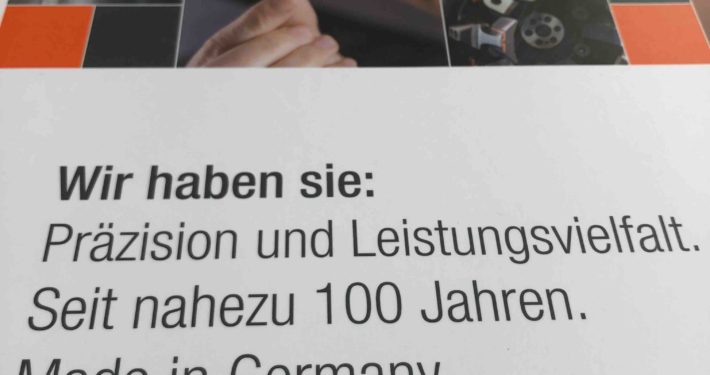 Wir haben sie:
Präzision und Leistungsvielfalt.
Seit nahezu 100 Jahren.
Made in Germany